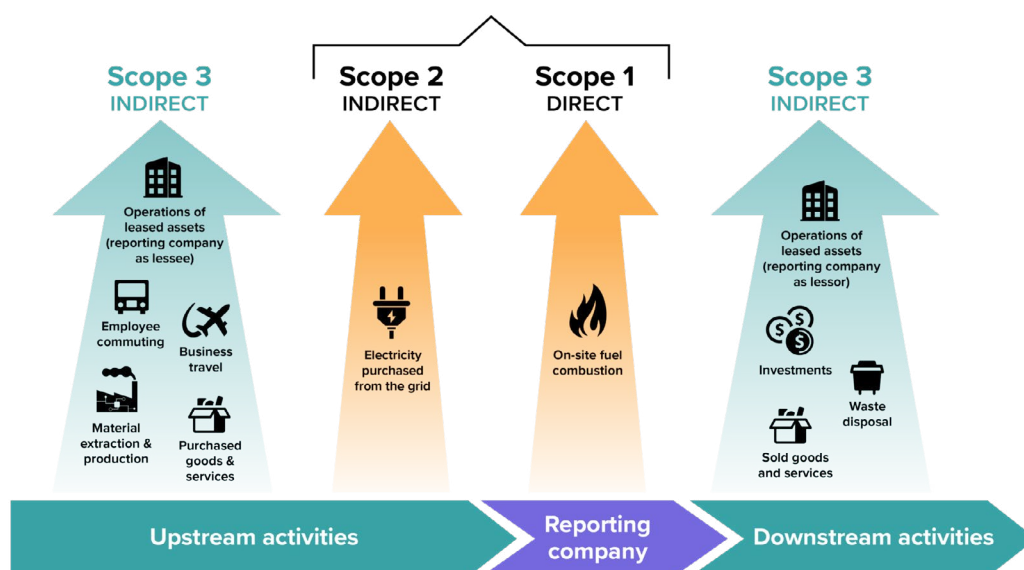 Scope 3
INDIRECT
Operations of
leased assets
(reporting company
as lessee)
Employee
commuting
Business
travel
Material
extraction &
production
Purchased
goods &
services
Scope 2
INDIRECT
Electricity
purchased
from the grid
Scope 1
DIRECT
On-site fuel
combustion
Scope 3
INDIRECT
Operations of
leased assets
(reporting company
as lessor)
$
$
$
Investments
Waste
disposal
Sold goods
and services
Upstream activities
Reporting
company
Downstream activities